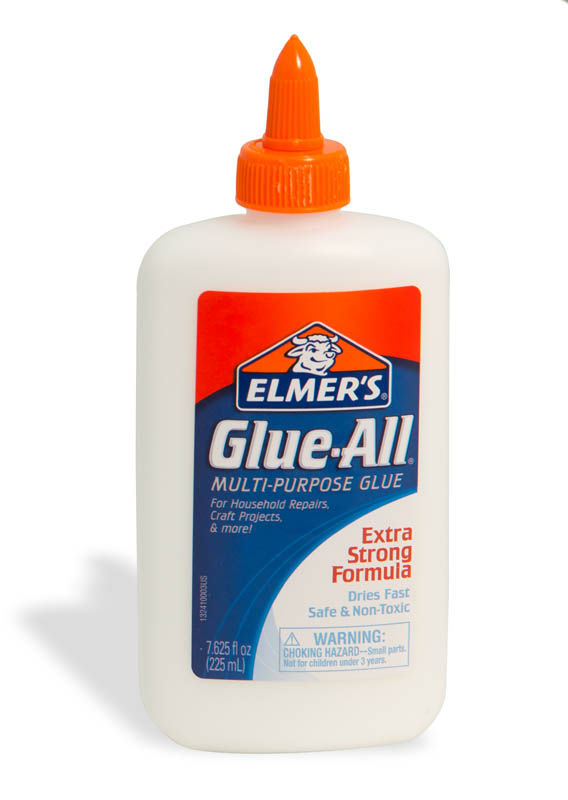 ELMER'S®
Glue-All®
MULTI-PURPOSE GLUE
For Household Repairs,
Craft Projects,
& more!
Extra
Strong
Formula
Dries Fast
Safe & Non-Toxic
132410003US
7.625 fl oz
(225 mL)
⚠ WARNING:
CHOKING HAZARD--Small parts.
Not for children under 3 years.